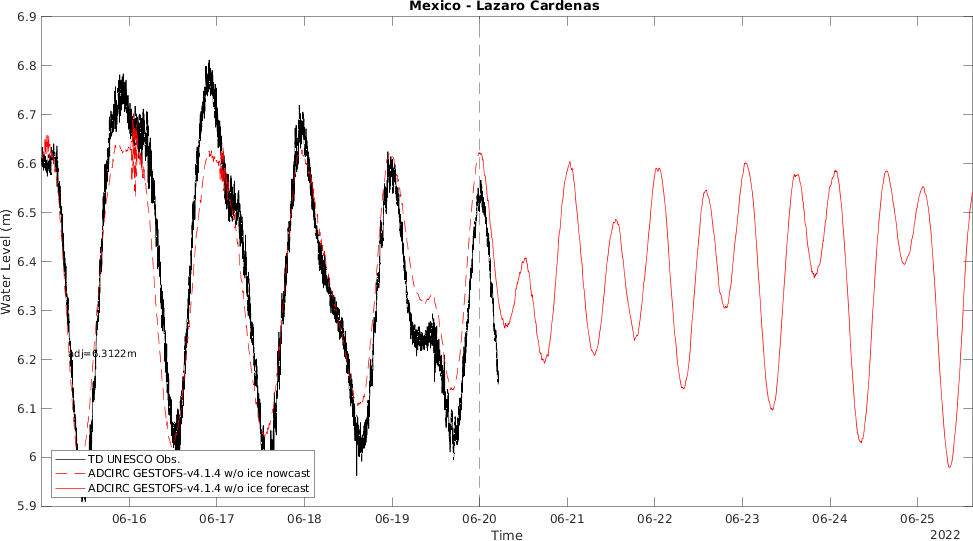 Mexico - Lazaro Cardenas
6.9
6.8
6.7
6.6
6.5
6.4
6.3
6.2
6.1
6
5.9
Water Level (m)
adj=6.3122m
TD UNESCO Obs.
ADCIRC GESTOFS-v4.1.4 w/o ice nowcast
ADCIRC GESTOFS-v4.1.4 w/o ice forecast
06-16 06-17 06-18 06-19 06-20 06-21 06-22 06-23 06-24 06-25
Time
2022